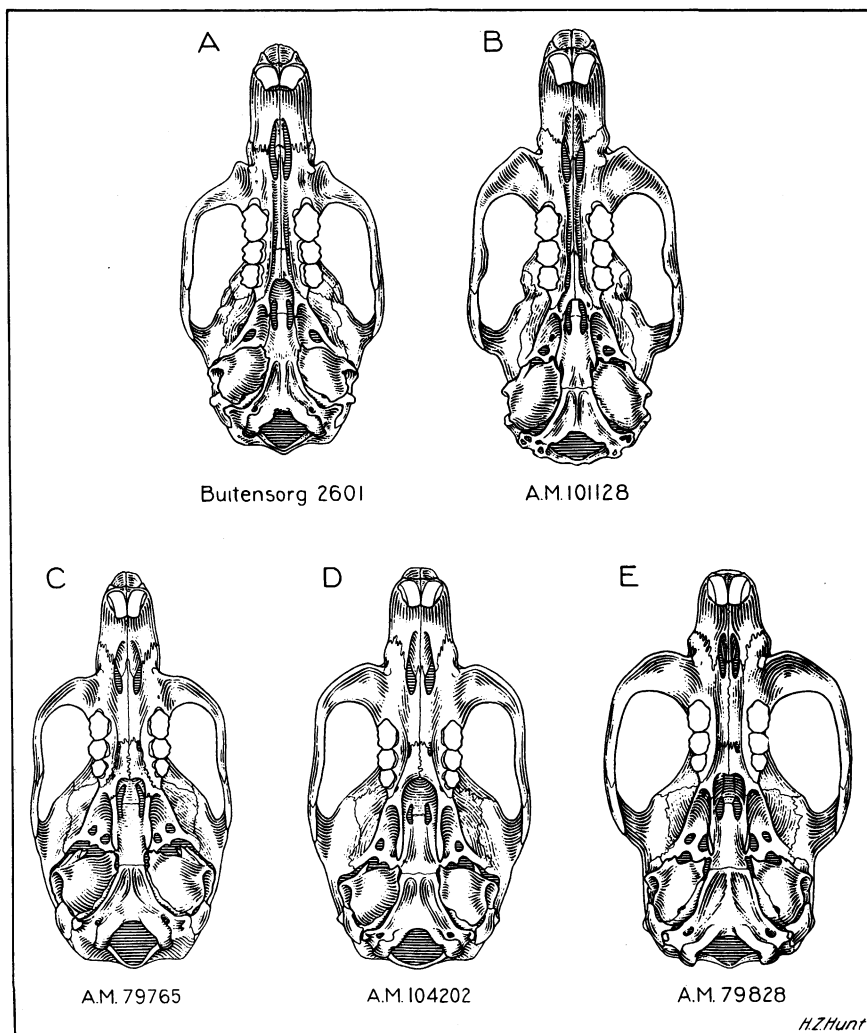 A
B
Buitensorg 2601
A.M.101128
C
D
E
A.M. 79765
A.M.104202
A.M. 79828
H.Z.Hunt